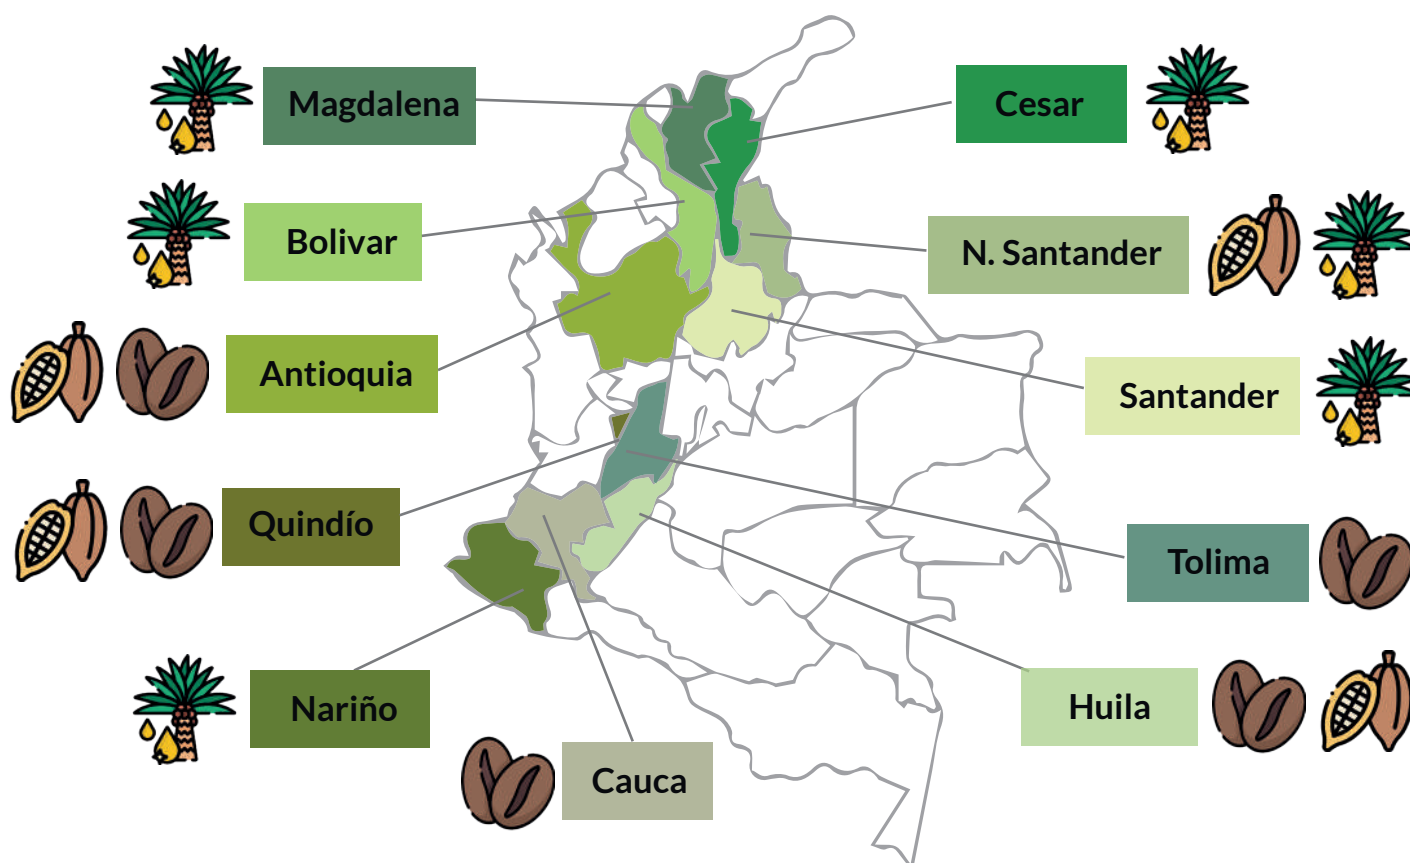 Magdalena
Cesar
Bolivar
N. Santander
Antioquia
Santander
Quindío
Tolima
Nariño
Huila
Cauca